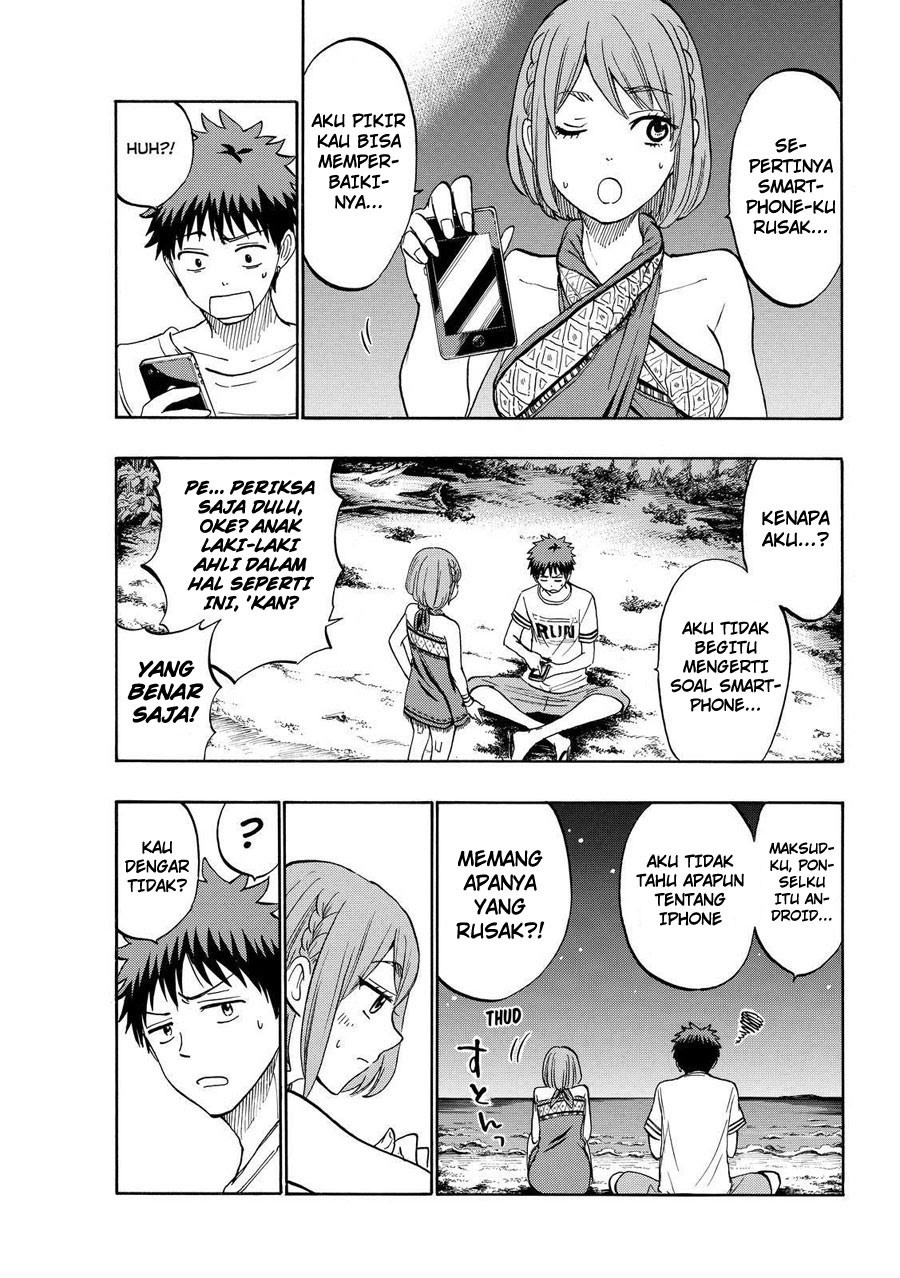 SE-
PERTINYA
SMART-
PHONE-KU
RUSAK...
AKU PIKIR
KAU BISA
MEMPER-
BAIKI-
NYA...
HUH?!
KENAPA
AKU...?
AKU TIDAK
BEGITU
MENGERTI
SOAL SMART-
PHONE...
RUN
PE... PERIKSA
SAJA DULU,
OKE? ANAK
LAKI-LAKI
AHLI DALAM
HAL SEPERTI
INI, 'KAN?
YANG
BENAR
SAJA!
MAKSUD-
KU, PON-
SELKU
ITU AN-
DROID...
AKU TIDAK
TAHU APAPUN
TENTANG
IPHONE
MEMANG
APANYA
YANG
RUSAK?!
THUD
すとんっ
?
KAU
DENGAR
TIDAK?